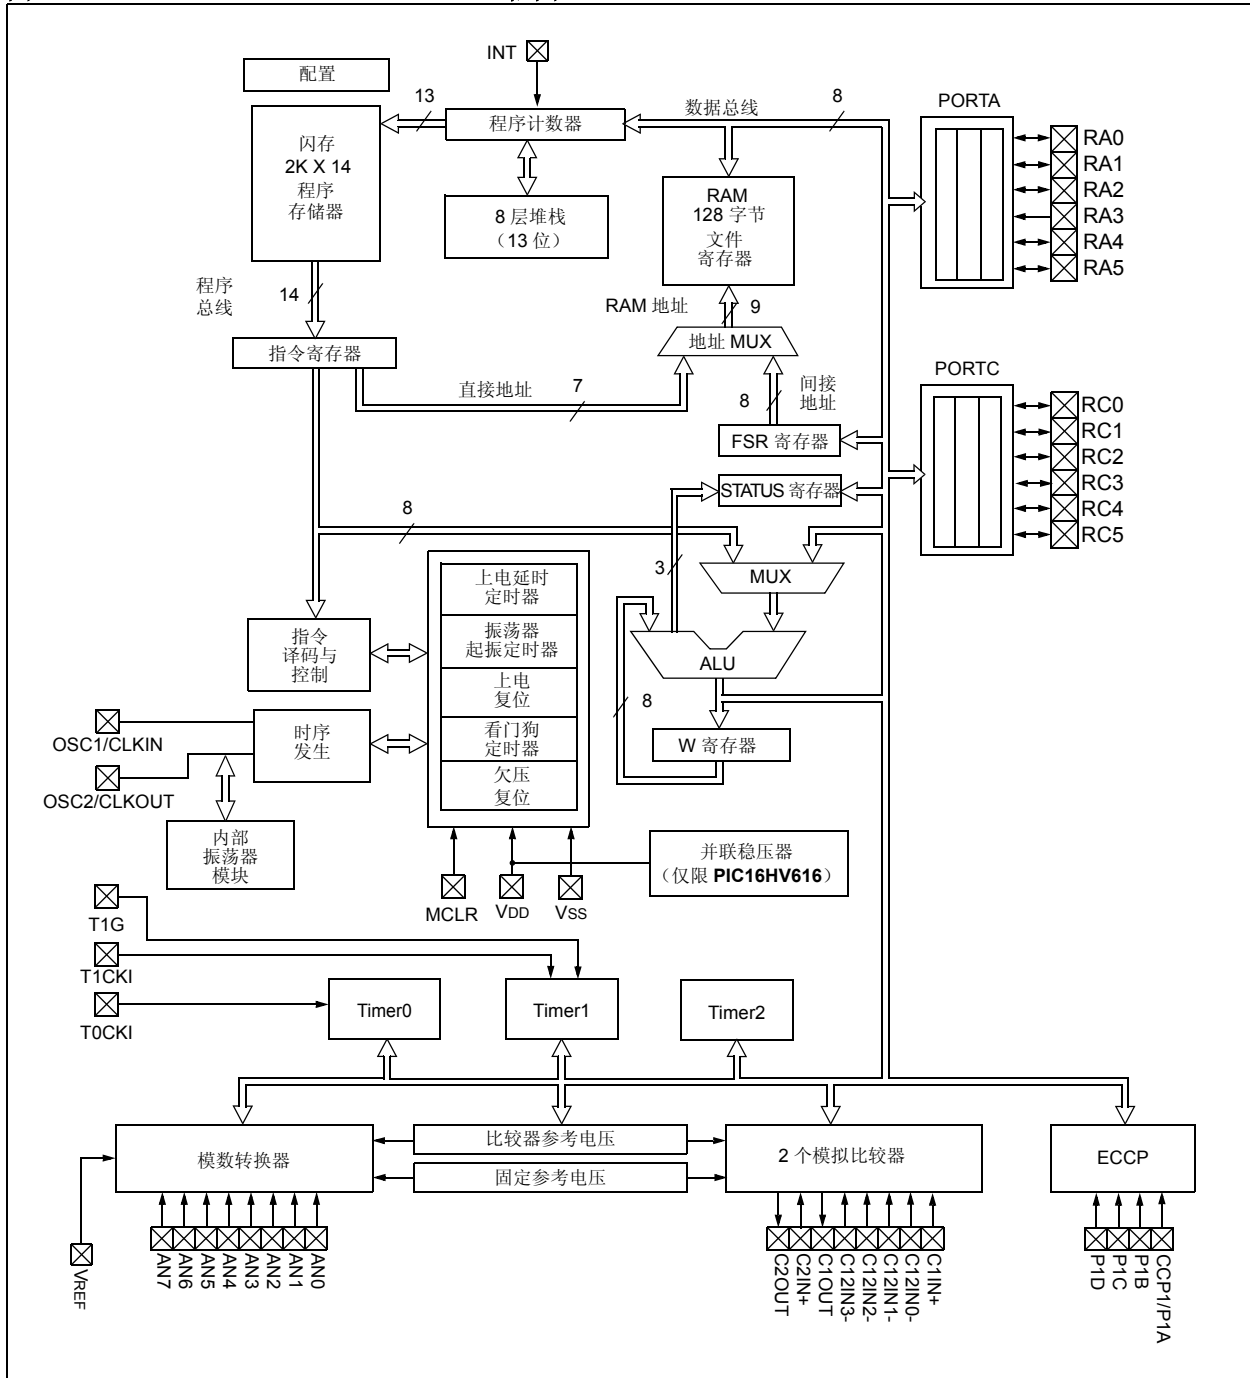 INT
配置
13
数据总线
8
PORTA
程序计数器
闪存
2K X 14
程序
存储器
RA0
RA1
RA2
RA3
RA4
RA5
8 层堆栈
（13 位）
RAM
128 字节
文件
寄存器
程序
总线
14
RAM 地址
9
指令寄存器
地址 MUX
直接地址
7
8
间接
地址
PORTC
RC0
RC1
RC2
RC3
RC4
RC5
FSR 寄存器
STATUS 寄存器
8
3
MUX
上电延时
定时器
振荡器
起振定时器
上电
复位
看门狗
定时器
欠压
复位
指令
译码与
控制
ALU
8
W 寄存器
OSC1/CLKIN
时序
发生
OSC2/CLKOUT
内部
振荡器
模块
并联稳压器
（仅限 PIC16HV616）
MCLR
VDD
VSS
T1G
T1CKI
T0CKI
Timer0
Timer1
Timer2
模数转换器
比较器参考电压
固定参考电压
2 个模拟比较器
ECCP
VREF
AN7
AN6
AN5
AN4
AN3
AN2
AN1
AN0
C2OUT
C2IN+
C1OUT
C12IN3-
C12IN2-
C12IN1-
C12IN0-
C1IN+
P1D
P1C
P1B
CCP1/P1A